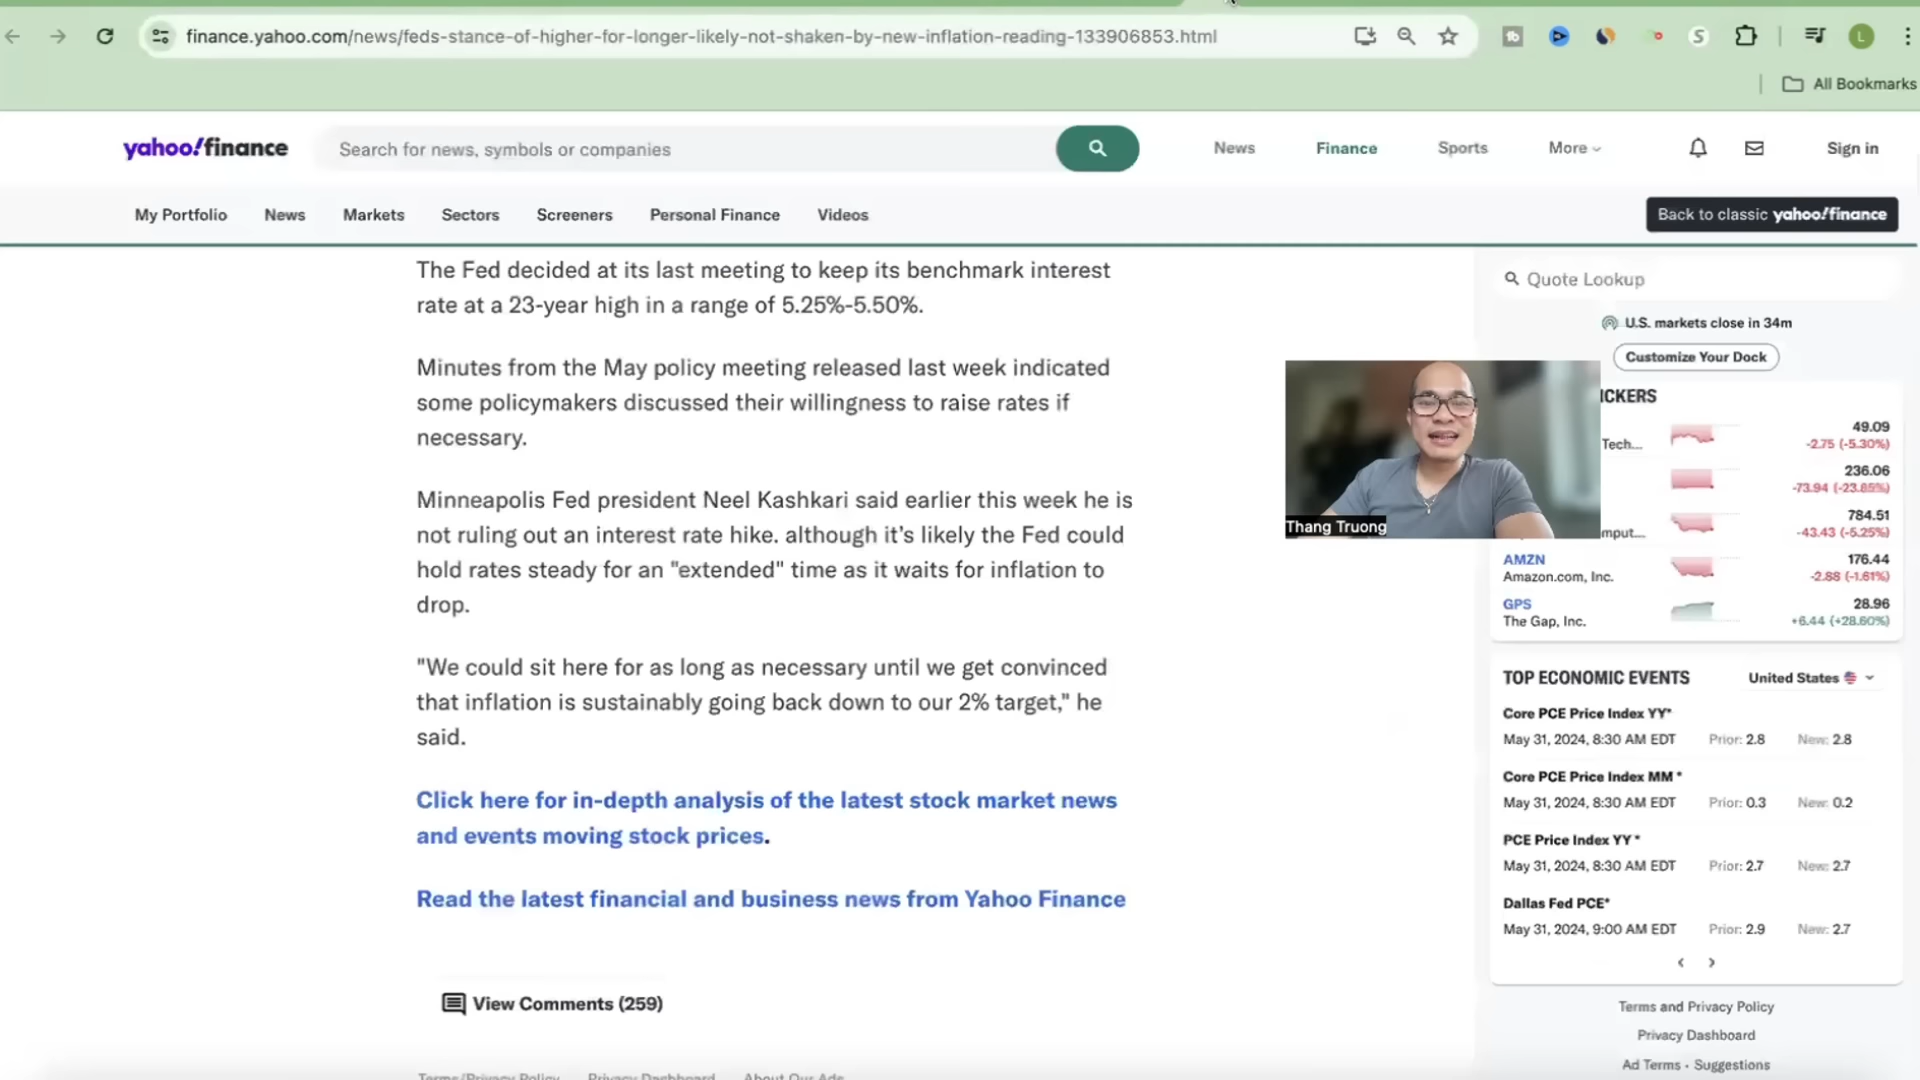 finance.yahoo.com/news/feds-stance-of-higher-for-longer-likely-not-shaken-by-new-inflation-reading-133906853.html
S
L
All Bookmarks
yahoo!finance
Search for news, symbols or companies
News
Finance
Sports
More
Sign in
My Portfolio
News
Markets
Sectors
Screeners
Personal Finance
Videos
Back to classic yahoo!finance
The Fed decided at its last meeting to keep its benchmark interest
rate at a 23-year high in a range of 5.25%-5.50%.
Minutes from the May policy meeting released last week indicated
some policymakers discussed their willingness to raise rates if
necessary.
Minneapolis Fed president Neel Kashkari said earlier this week he is
not ruling out an interest rate hike. although it's likely the Fed could
hold rates steady for an "extended" time as it waits for inflation to
drop.
"We could sit here for as long as necessary until we get convinced
that inflation is sustainably going back down to our 2% target," he
said.
Click here for in-depth analysis of the latest stock market news
and events moving stock prices.
Read the latest financial and business news from Yahoo Finance
View Comments (259)
Terms/Privacy Policy
Privacy Dashboard
About Our Ads
Thang Truong
Quote Lookup
U.S. markets close in 34m
Customize Your Dock
ICKERS
49.09
Tech...
-2.75 (-5.30%)
236.06
-73.94 (-23.85%)
784.51
mput...
-43.43 (-5.25%)
AMZN
176.44
Amazon.com, Inc.
-2.88 (-1.61%)
GPS
28.96
The Gap, Inc.
+6.44 (+28.60%)
TOP ECONOMIC EVENTS
United States
Core PCE Price Index YY*
May 31, 2024, 8:30 AM EDT Prior: 2.8 New: 2.8
Core PCE Price Index MM *
May 31, 2024, 8:30 AM EDT Prior: 0.3 New: 0.2
PCE Price Index YY *
May 31, 2024, 8:30 AM EDT Prior: 2.7 New: 2.7
Dallas Fed PCE*
May 31, 2024, 9:00 AM EDT Prior: 2.9 New: 2.7
Terms and Privacy Policy
Privacy Dashboard
Ad Terms • Suggestions